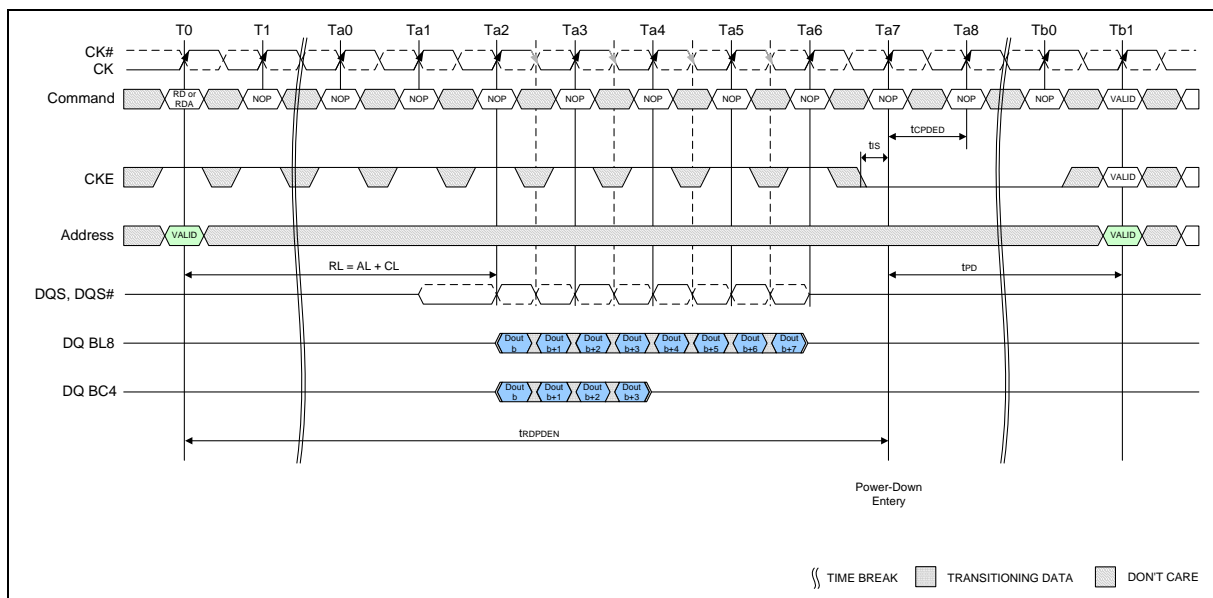 T0 T1 Ta0 Ta1 Ta2 Ta3 Ta4 Ta5 Ta6 Ta7 Ta8 Tb0 Tb1
CK#
CK
Command
RD or
RDA
NOP NOP NOP NOP NOP NOP NOP NOP NOP NOP NOP VALID
tCPDED
tIS
CKE
VALID
Address
VALID
VALID
RL = AL + CL
tPD
DQS, DQS#
DQ BL8
Dout
b
Dout
b+1
Dout
b+2
Dout
b+3
Dout
b+4
Dout
b+5
Dout
b+6
Dout
b+7
DQ BC4
Dout
b
Dout
b+1
Dout
b+2
Dout
b+3
tRDPDEN
Power-Down
Entery
TIME BREAK TRANSITIONING DATA DON'T CARE